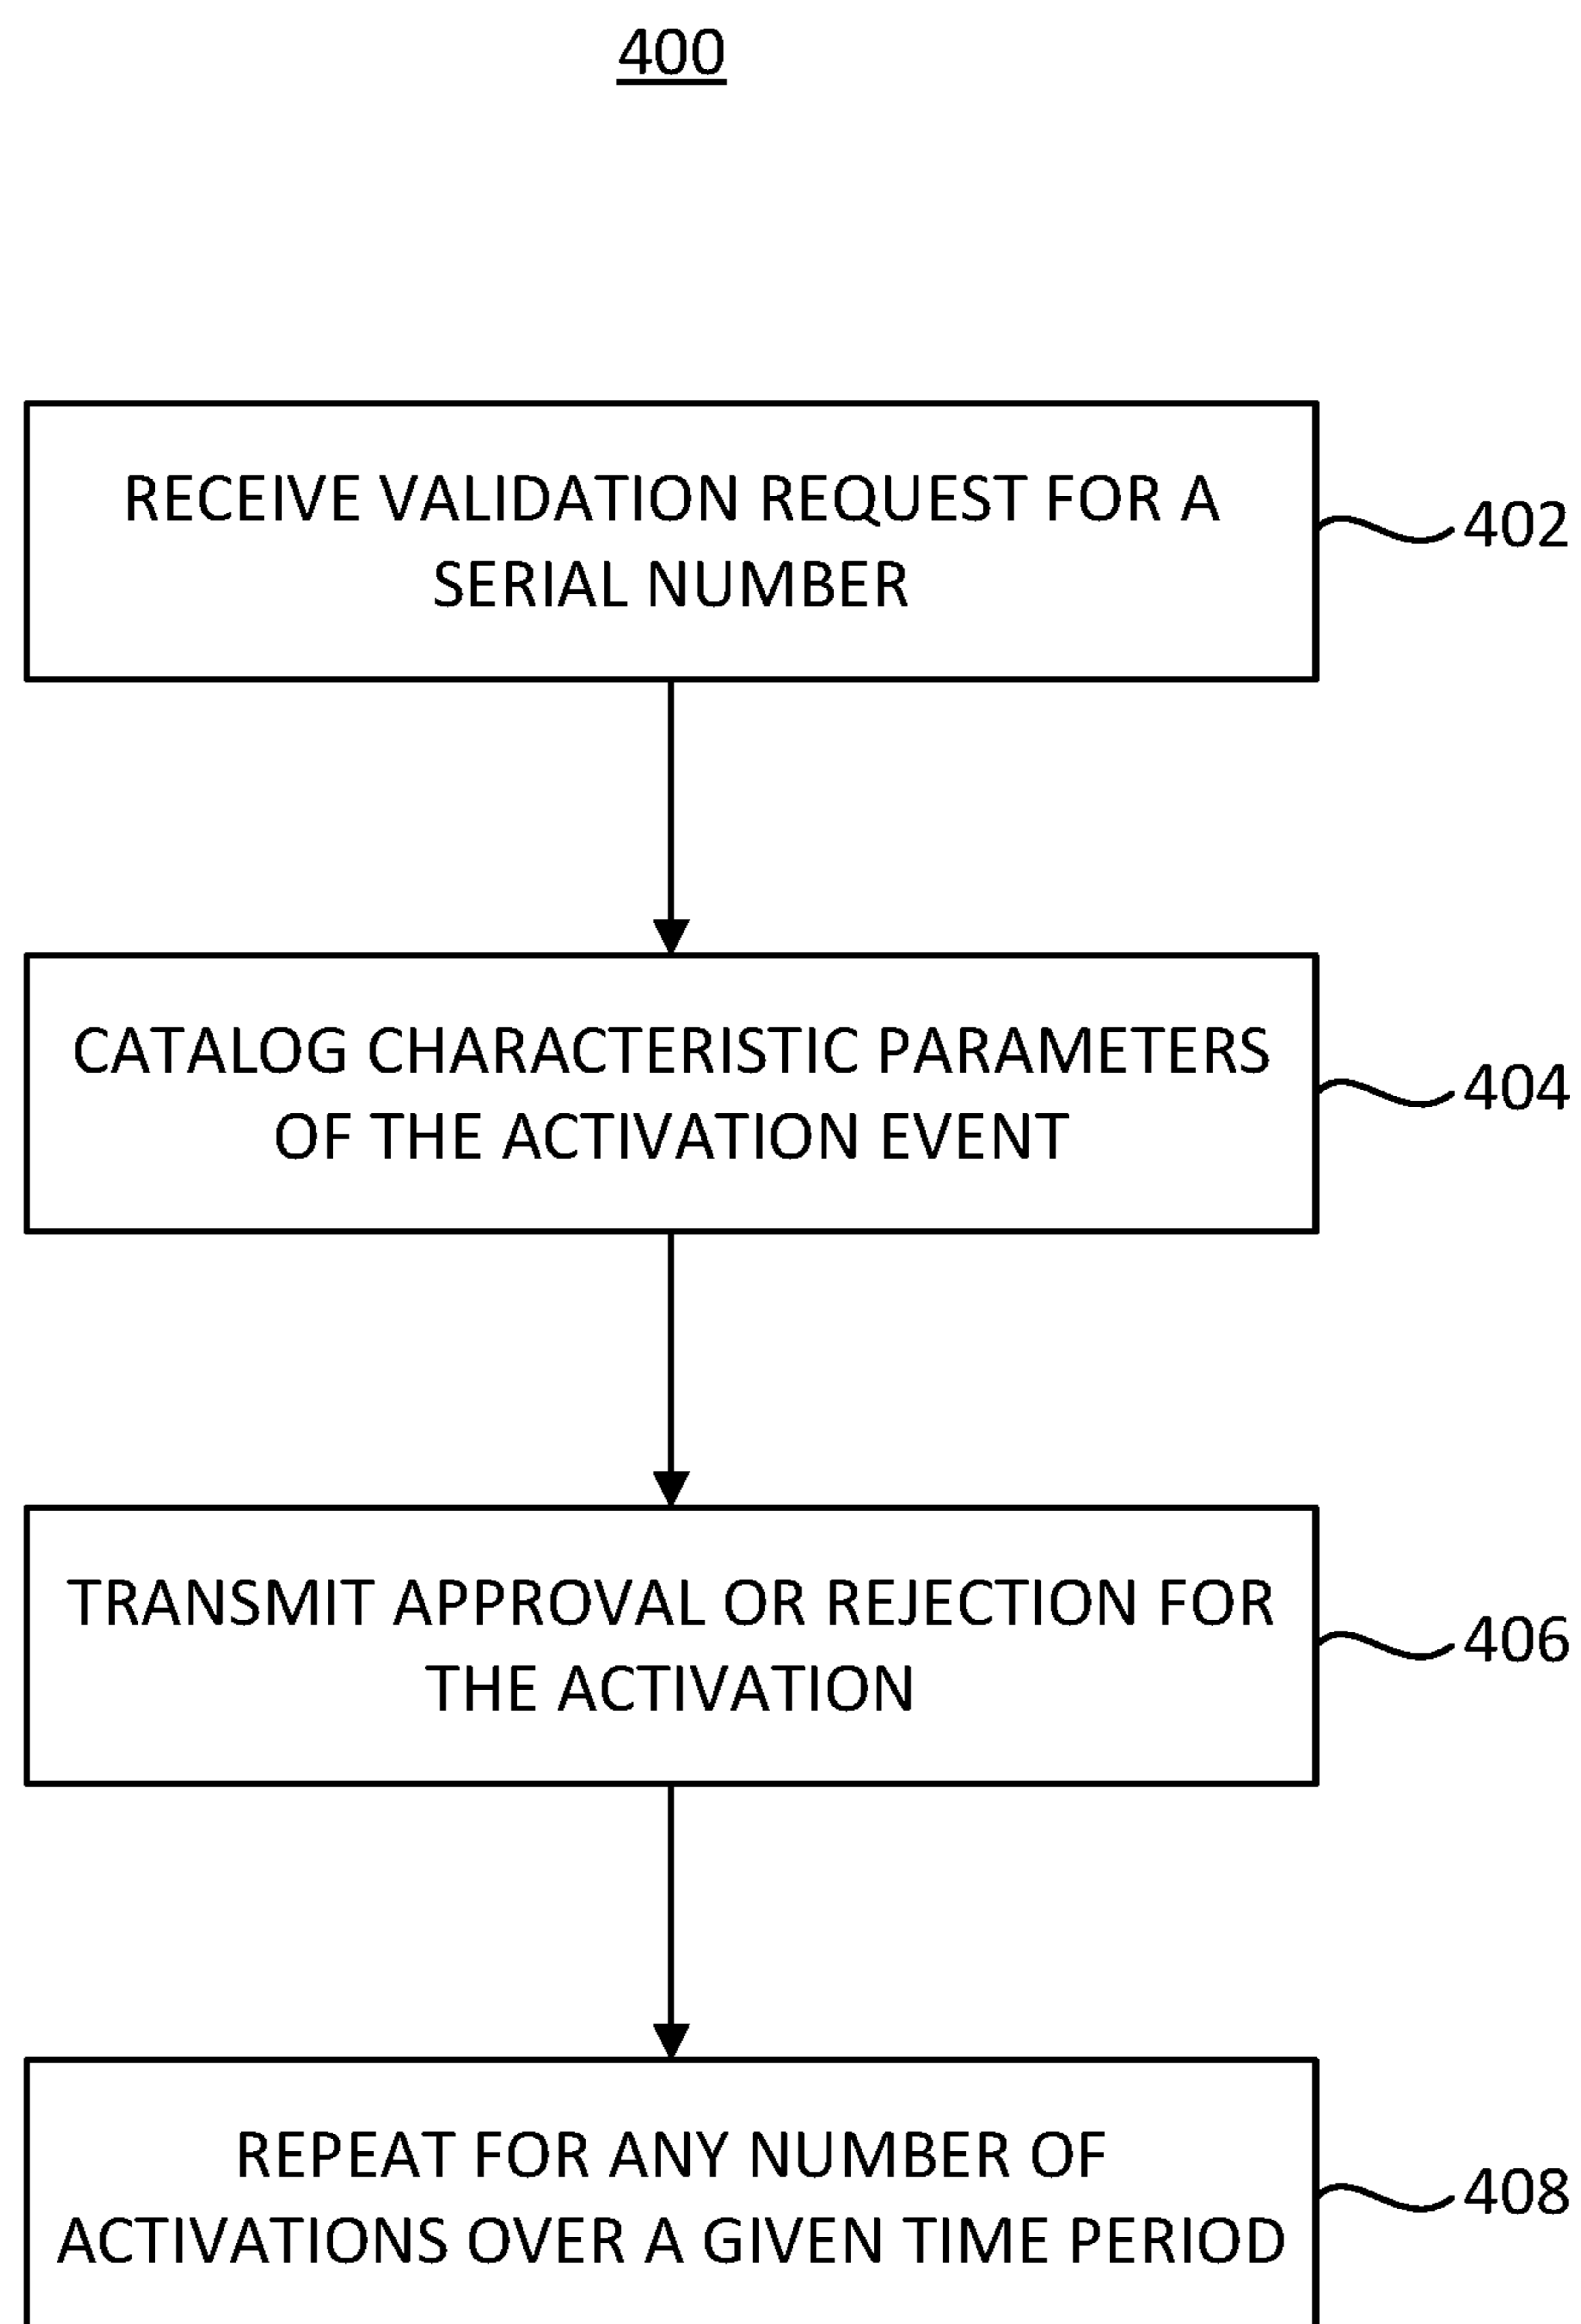 400
RECEIVE VALIDATION REQUEST FOR A
SERIAL NUMBER
402
CATALOG CHARACTERISTIC PARAMETERS
OF THE ACTIVATION EVENT
404
TRANSMIT APPROVAL OR REJECTION FOR
THE ACTIVATION
406
REPEAT FOR ANY NUMBER OF
ACTIVATIONS OVER A GIVEN TIME PERIOD
408